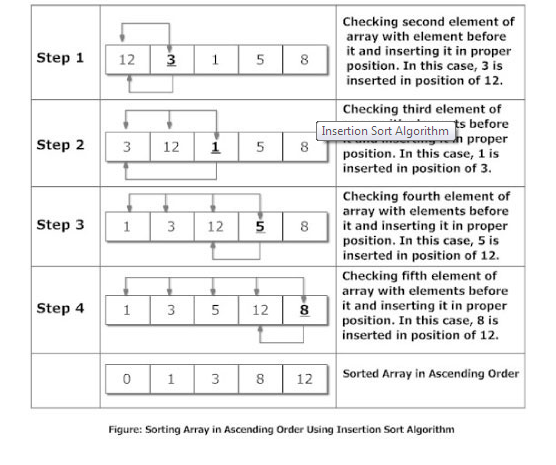 Step 1
12 3 1 5 8
Checking second element of
array with element before
it and inserting it in proper
position. In this case, 3 is
inserted in position of 12.
Step 2
3 12 1 5 8
Checking third element of
ts before
Insertion Sort Algorithm
in proper
position. In this case, 1 is
inserted in position of 3.
Step 3
1 3 12 5 8
Checking fourth element of
array with elements before
it and inserting it in proper
position. In this case, 5 is
inserted in position of 12.
Step 4
1 3 5 12 8
Checking fifth element of
array with elements before
it and inserting it in proper
position. In this case, 8 is
inserted in position of 12.
0 1 3 8 12
Sorted Array in Ascending Order
Figure: Sorting Array in Ascending Order Using Insertion Sort Algorithm